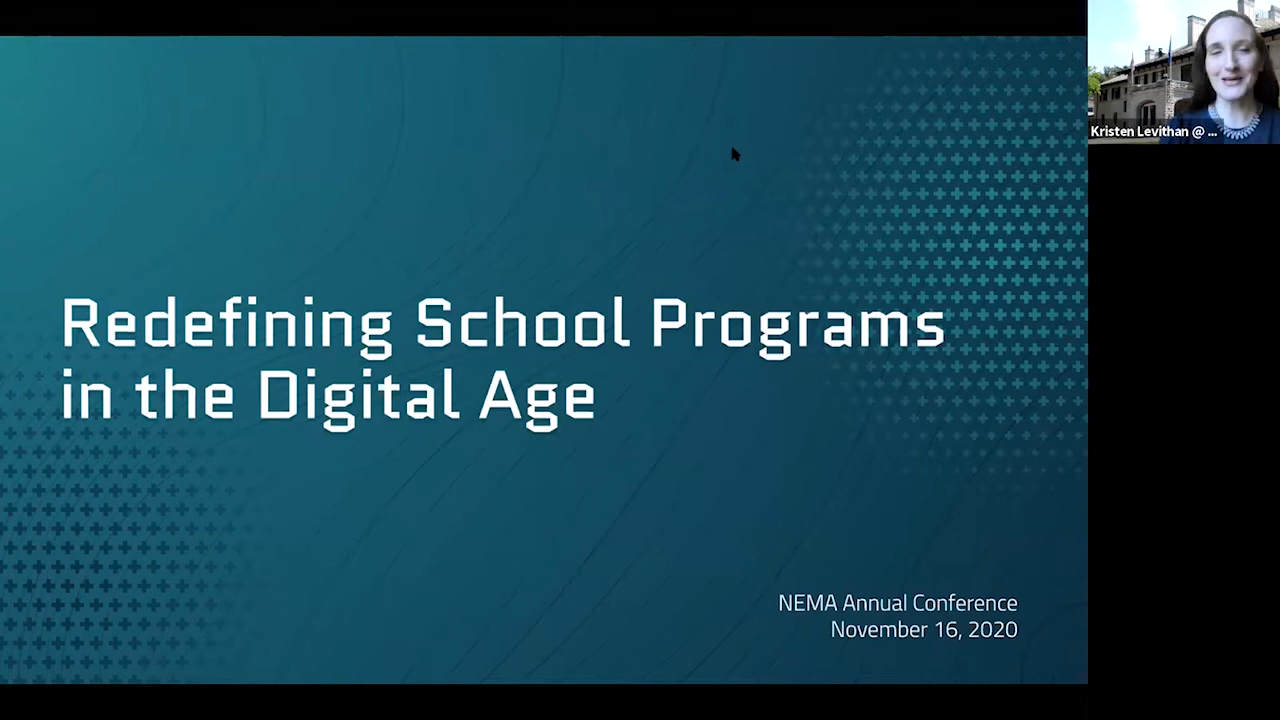 Redefining School Programs
in the Digital Age
NEMA Annual Conference
November 16, 2020
Kristen Levithan @ ...